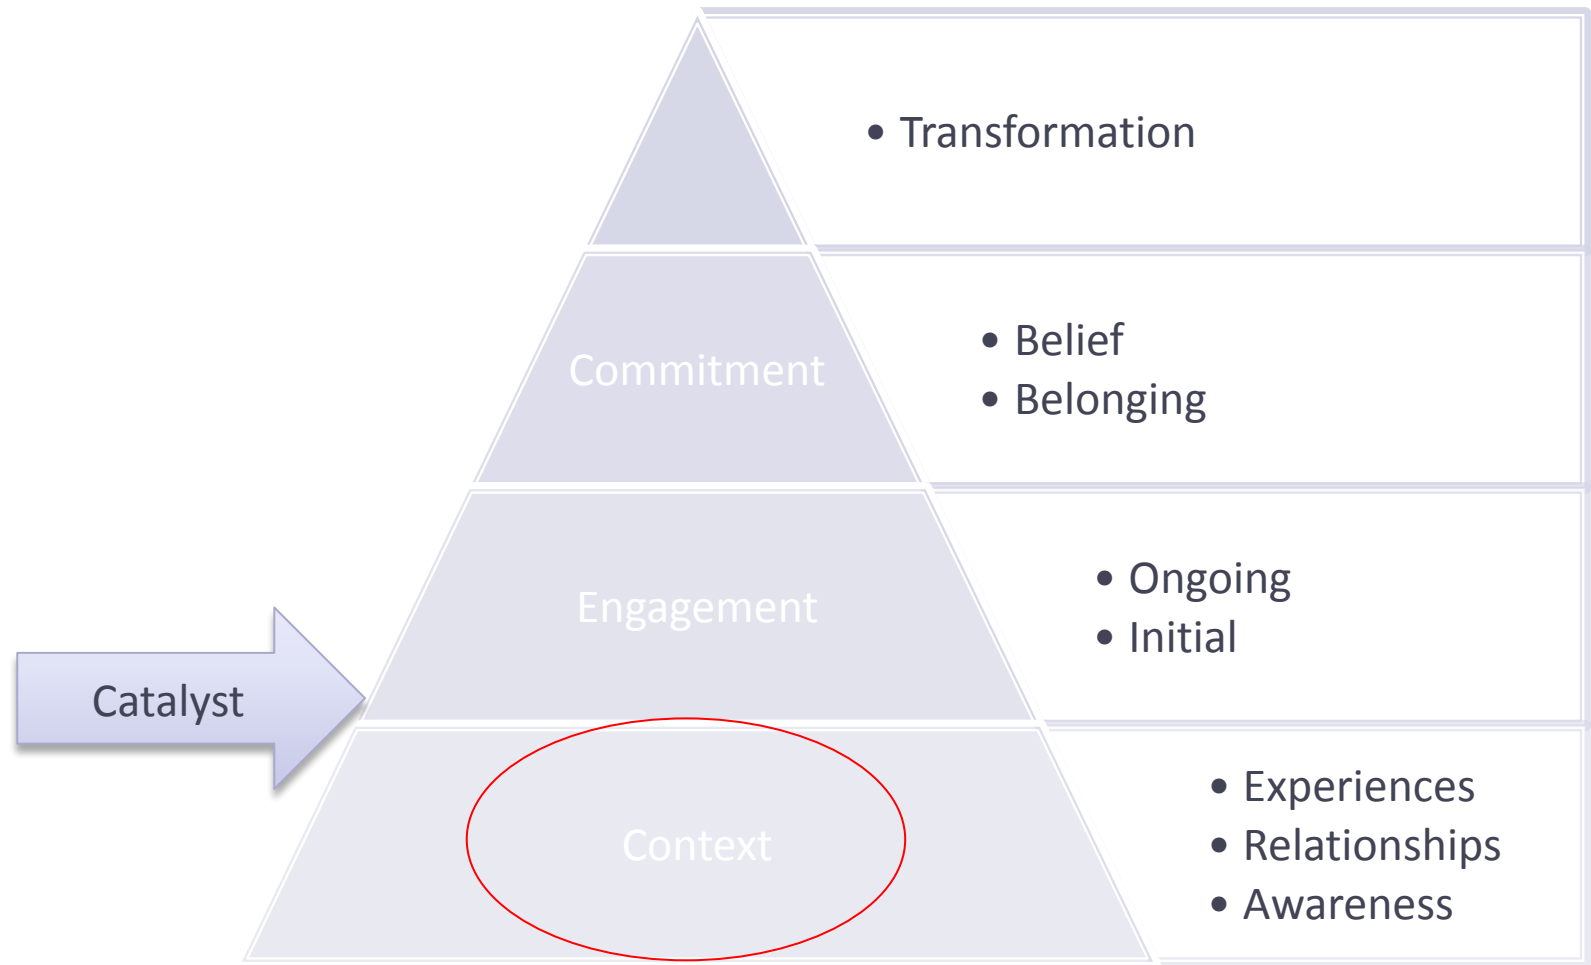 • Transformation
Commitment
• Belief
• Belonging
Engagement
• Ongoing
• Initial
Catalyst
Context
• Experiences
• Relationships
• Awareness